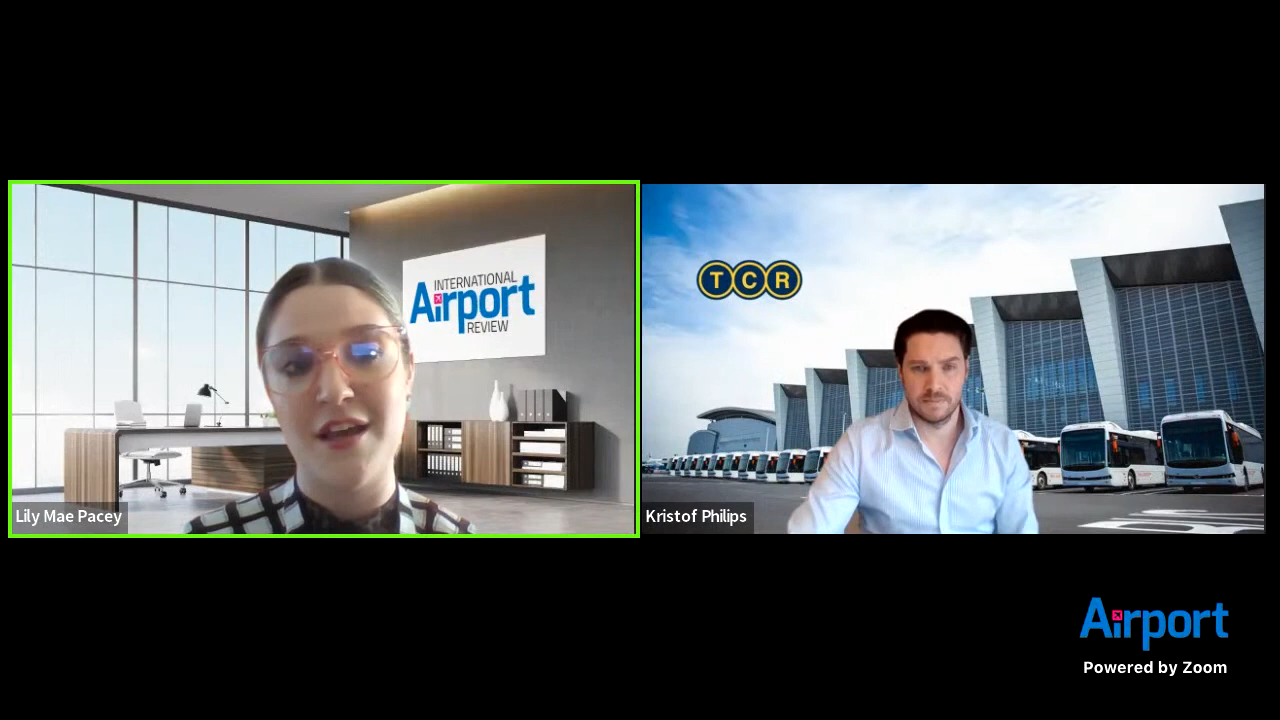 INTERNATIONAL
Airport
REVIEW
Lily Mae Pacey
TCR
Kristof Philips
Airport
Powered by Zoom